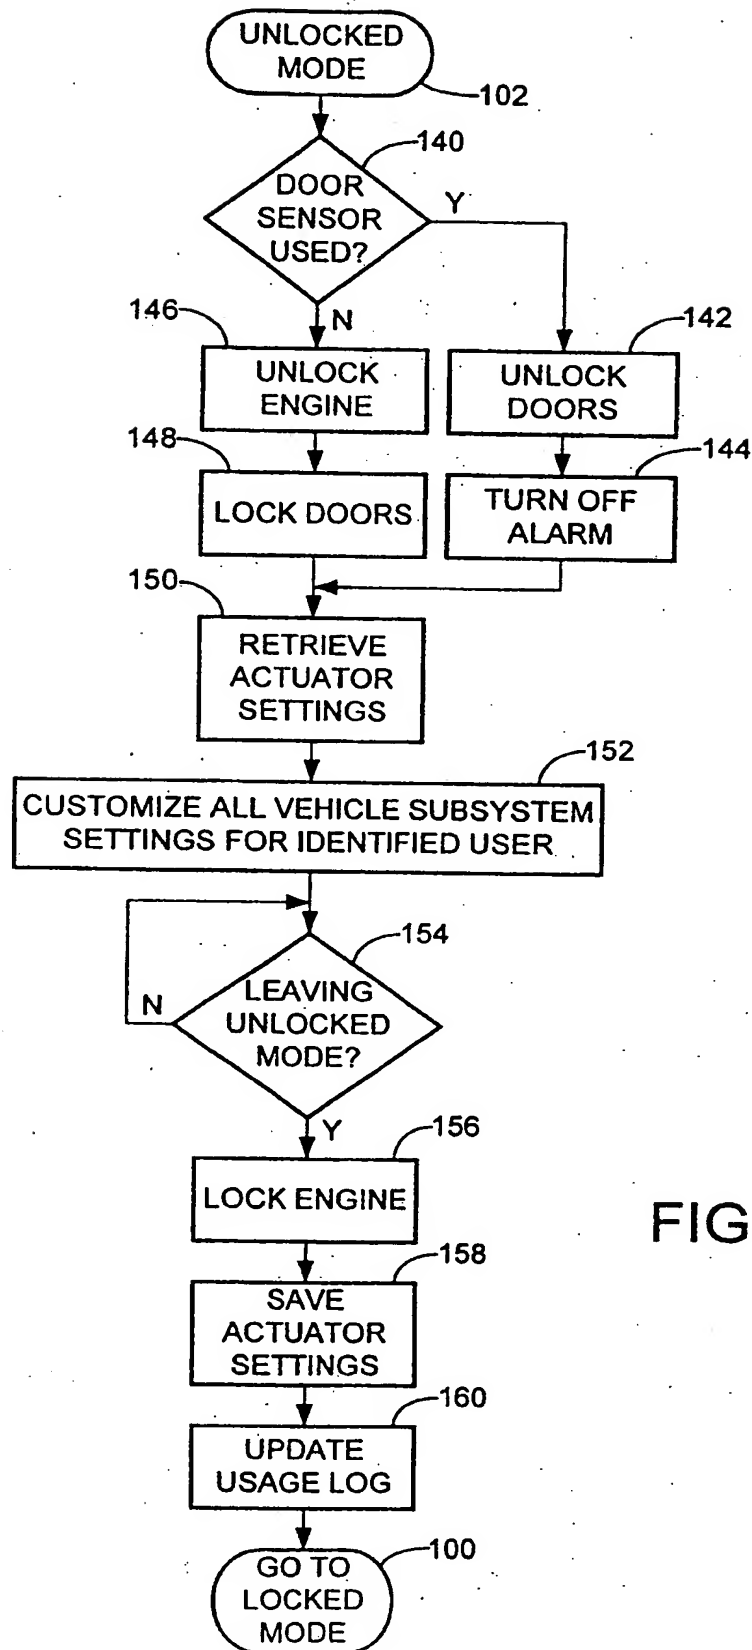 UNLOCKED
MODE
102
140
DOOR
SENSOR
USED?
Y
N
146
UNLOCK
ENGINE
142
UNLOCK
DOORS
148
LOCK DOORS
144
TURN OFF
ALARM
150
RETRIEVE
ACTUATOR
SETTINGS
152
CUSTOMIZE ALL VEHICLE SUBSYSTEM
SETTINGS FOR IDENTIFIED USER
154
LEAVING
UNLOCKED
MODE?
N
Y
156
LOCK ENGINE
FIG
158
SAVE
ACTUATOR
SETTINGS
160
UPDATE
USAGE LOG
100
GO TO
LOCKED
MODE